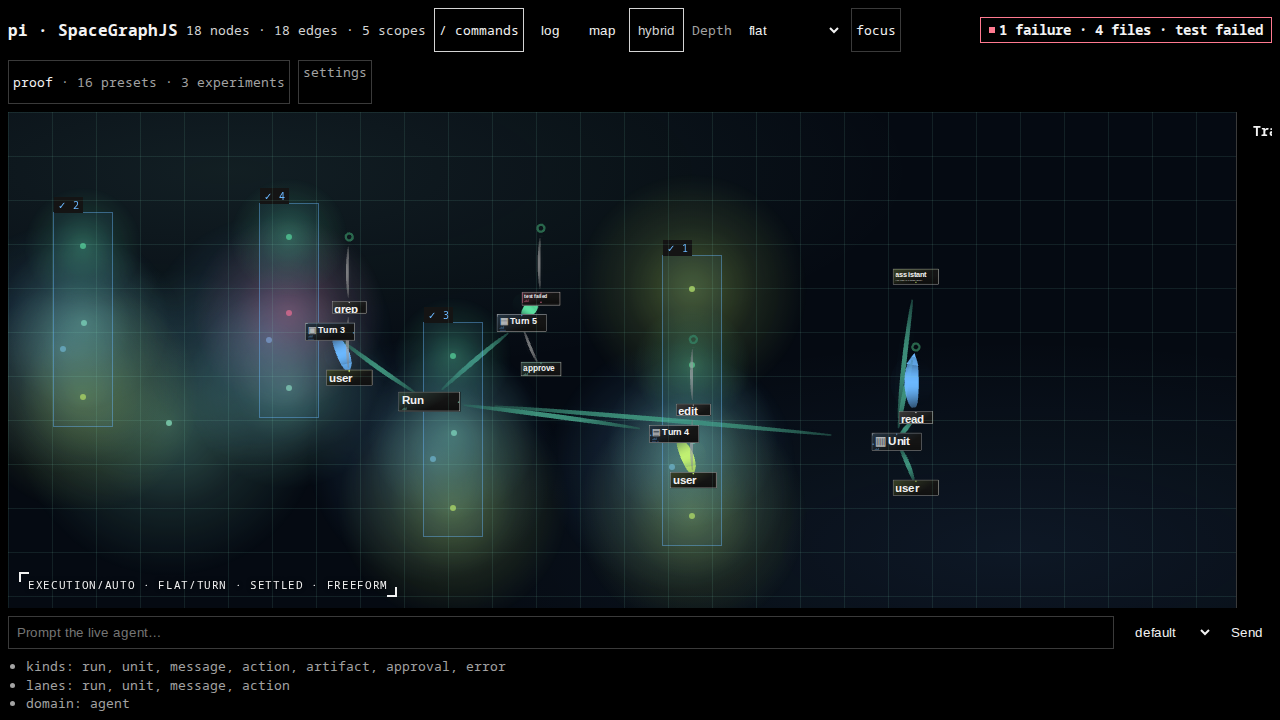 pi · SpaceGraphJS 18 nodes · 18 edges · 5 scopes / commands log map hybrid Depth flat focus 1 failure · 4 files · test failed
proof · 16 presets · 3 experiments settings
Tra
✓ 2
✓ 4
✓ 1
assistant
test failed
grep
✓ 3
Turn 5
Turn 3
approve
user
Run
edit
read
Turn 4
Unit
user
user
EXECUTION/AUTO · FLAT/TURN · SETTLED · FREEFORM
Prompt the live agent… default Send
kinds: run, unit, message, action, artifact, approval, error
lanes: run, unit, message, action
domain: agent